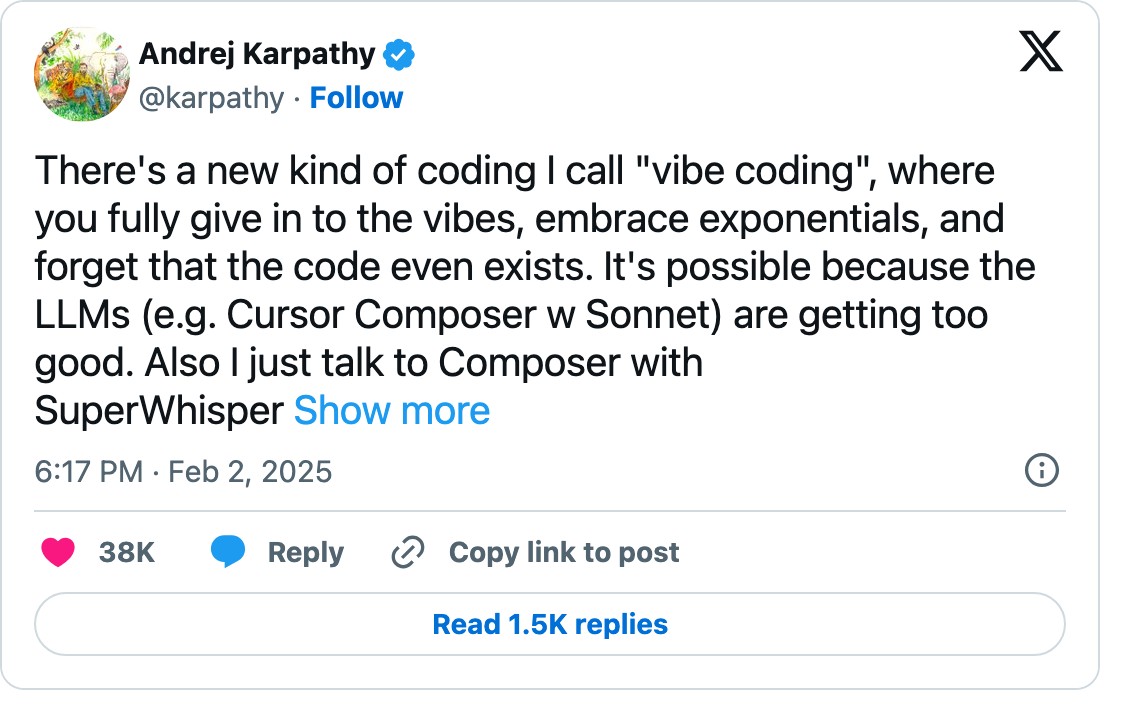 Andrej Karpathy
@karpathy · Follow
There's a new kind of coding I call "vibe coding", where
you fully give in to the vibes, embrace exponentials, and
forget that the code even exists. It's possible because the
LLMs (e.g. Cursor Composer w Sonnet) are getting too
good. Also I just talk to Composer with
SuperWhisper Show more
6:17 PM · Feb 2, 2025
38K Reply Copy link to post
Read 1.5K replies